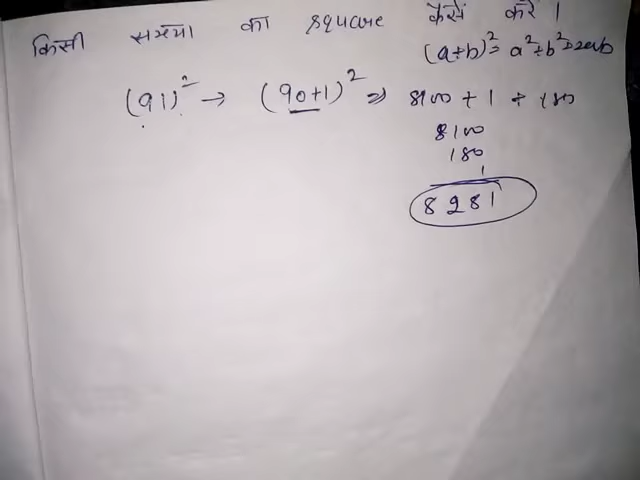 किसी संख्या का square कैसे करे ।
(a+b)² = a²+b²+2ab
(91)² → (90+1)² ⇒ 8100 + 1 + 180
8100
180
1
8281